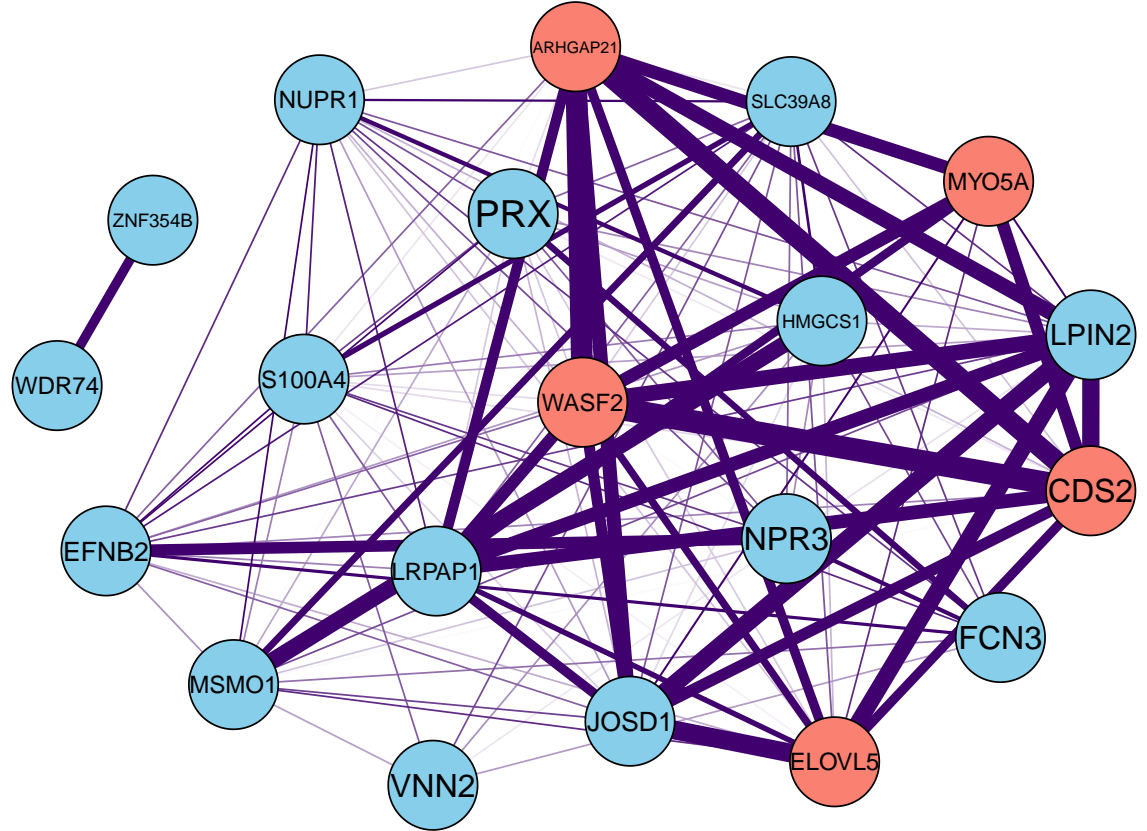 ARHGAP21
NUPR1
SLC39A8
MYO5A
ZNF354B
PRX
HMGCS1
LPIN2
WDR74
S100A4
WASF2
CDS2
EFNB2
LRPAP1
NPR3
FCN3
MSMO1
JOSD1
ELOVL5
VNN2